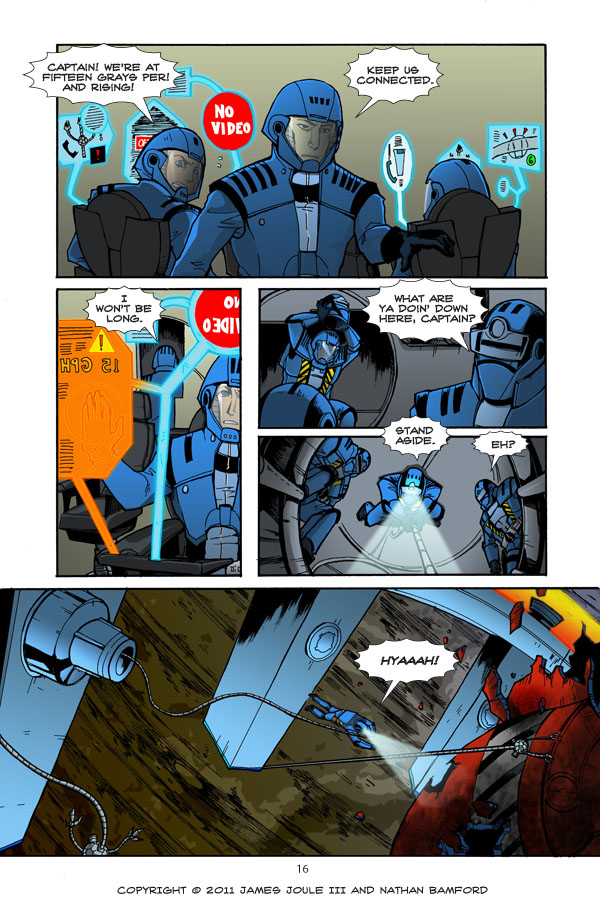 CAPTAIN! WE'RE AT
FIFTEEN GRAYS PER!
AND RISING!
KEEP US
CONNECTED.
NO
VIDEO
!
I
WON'T BE
LONG.
NO
VIDEO
!
15 GPH
WHAT ARE
YA DOIN' DOWN
HERE, CAPTAIN?
STAND
ASIDE.
EH?
HYAAAH!
16
COPYRIGHT © 2011 JAMES JOULE III AND NATHAN BAMFORD